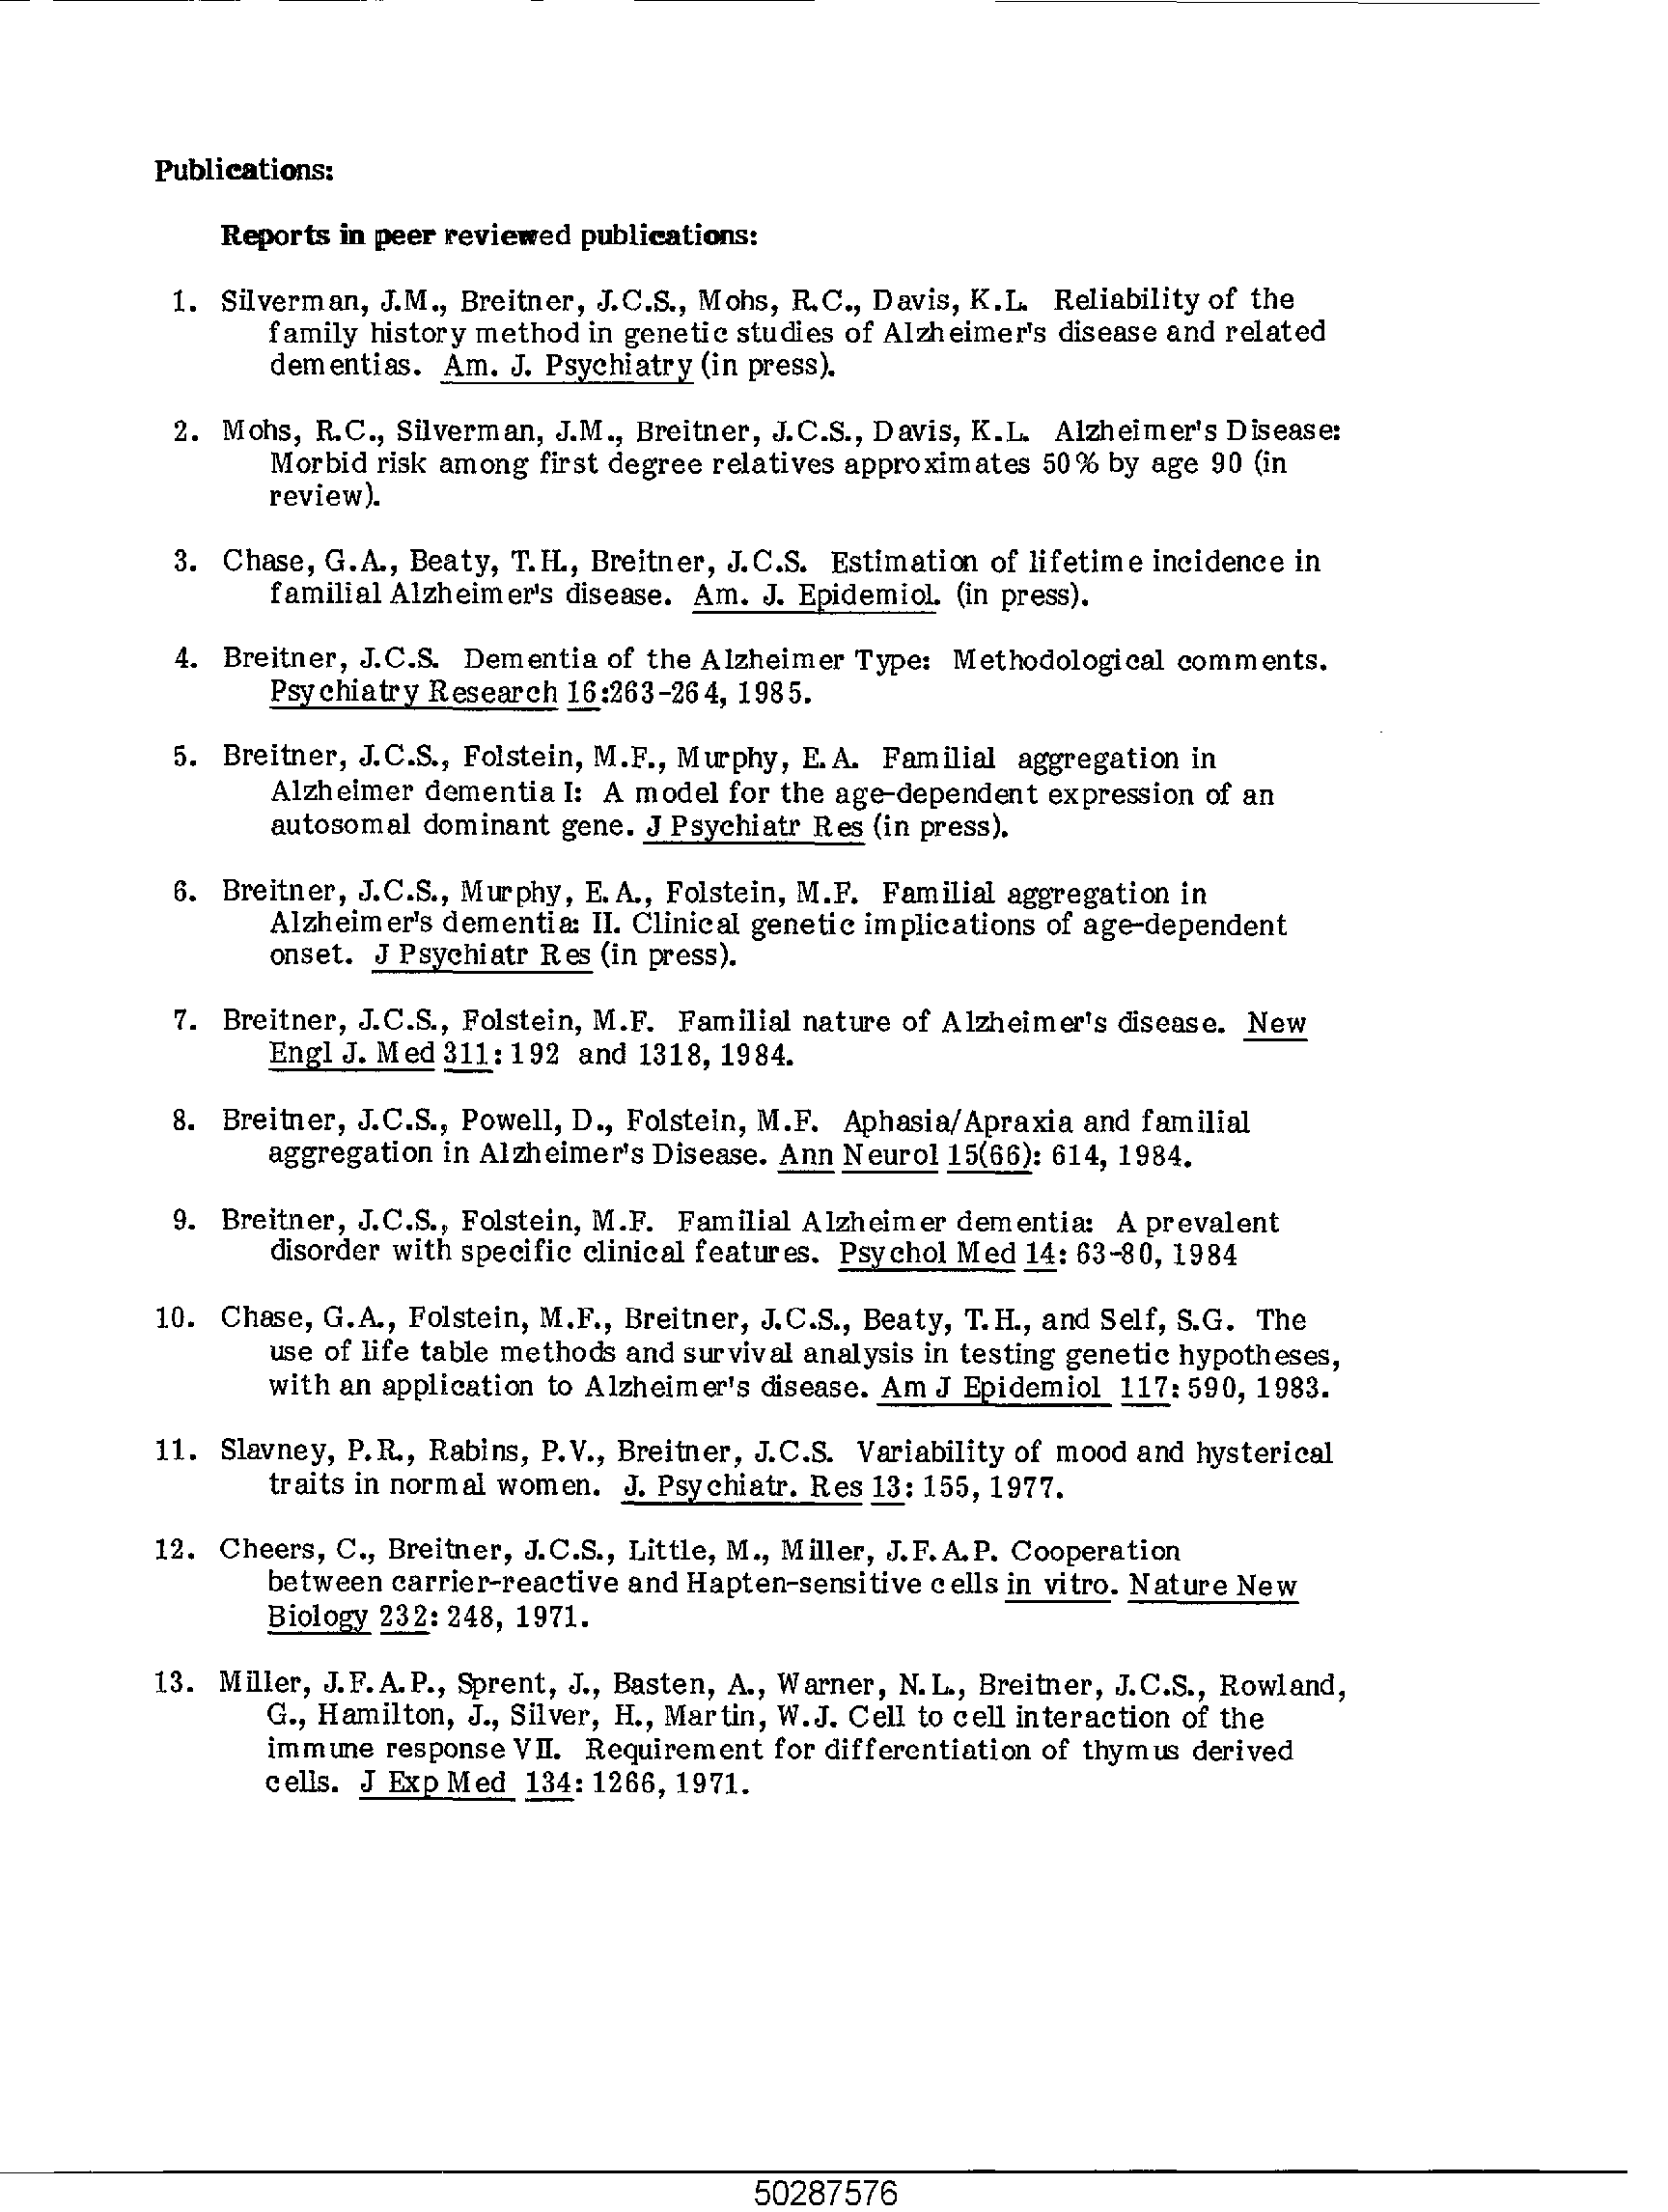 Publications:
Reports in peer reviewed publications:
1. Silverman, J.M., Breitner, J.C.S., Mohs, R.C., Davis, K.L. Reliability of the
family history method in genetic studies of Alzheimer's disease and related
dementias. Am. J. Psychiatry (in press).
2. Mohs, R.C., Silverman, J.M., Breitner, J.C.S., Davis, K.L. Alzheimer's Disease:
Morbid risk among first degree relatives approximates 50% by age 90 (in
review).
3. Chase, G.A., Beaty, T.H., Breitner, J.C.S. Estimation of lifetime incidence in
familial Alzheimer's disease. Am. J. Epidemiol. (in press).
4. Breitner, J.C.S. Dementia of the Alzheimer Type: Methodological comments.
Psychiatry Research 16:263-264, 1985.
5. Breitner, J.C.S., Folstein, M.F., Murphy, E.A. Familial aggregation in
Alzheimer dementia I: A model for the age-dependent expression of an
autosomal dominant gene. J Psychiatr Res (in press).
6. Breitner, J.C.S., Murphy, E.A., Folstein, M.F. Familial aggregation in
Alzheimer's dementia: II. Clinical genetic implications of age-dependent
onset. J Psychiatr Res (in press).
7. Breitner, J.C.S., Folstein, M.F. Familial nature of Alzheimer's disease. New
Engl J. Med 311: 192 and 1318, 1984.
8. Breitner, J.C.S., Powell, D., Folstein, M.F. Aphasia/Apraxia and familial
aggregation in Alzheimer's Disease. Ann Neurol 15(66): 614, 1984.
9. Breitner, J.C.S., Folstein, M.F. Familial Alzheimer dementia: A prevalent
disorder with specific clinical features. Psychol Med 14: 63-80, 1984
10. Chase, G.A., Folstein, M.F., Breitner, J.C.S., Beaty, T.H., and Self, S.G. The
use of life table methods and survival analysis in testing genetic hypotheses,
with an application to Alzheimer's disease. Am J Epidemiol 117: 590, 1983.
11. Slavney, P.R., Rabins, P.V., Breitner, J.C.S. Variability of mood and hysterical
traits in normal women. J. Psychiatr. Res 13: 155, 1977.
12. Cheers, C., Breitner, J.C.S., Little, M., Miller, J.F.A.P. Cooperation
between carrier-reactive and Hapten-sensitive cells in vitro. Nature New
Biology 232: 248, 1971.
13. Miller, J.F.A.P., Sprent, J., Basten, A., Warner, N.L., Breitner, J.C.S., Rowland,
G., Hamilton, J., Silver, H., Martin, W.J. Cell to cell interaction of the
immune response VII. Requirement for differentiation of thymus derived
cells. J Exp Med 134: 1266, 1971.
50287576